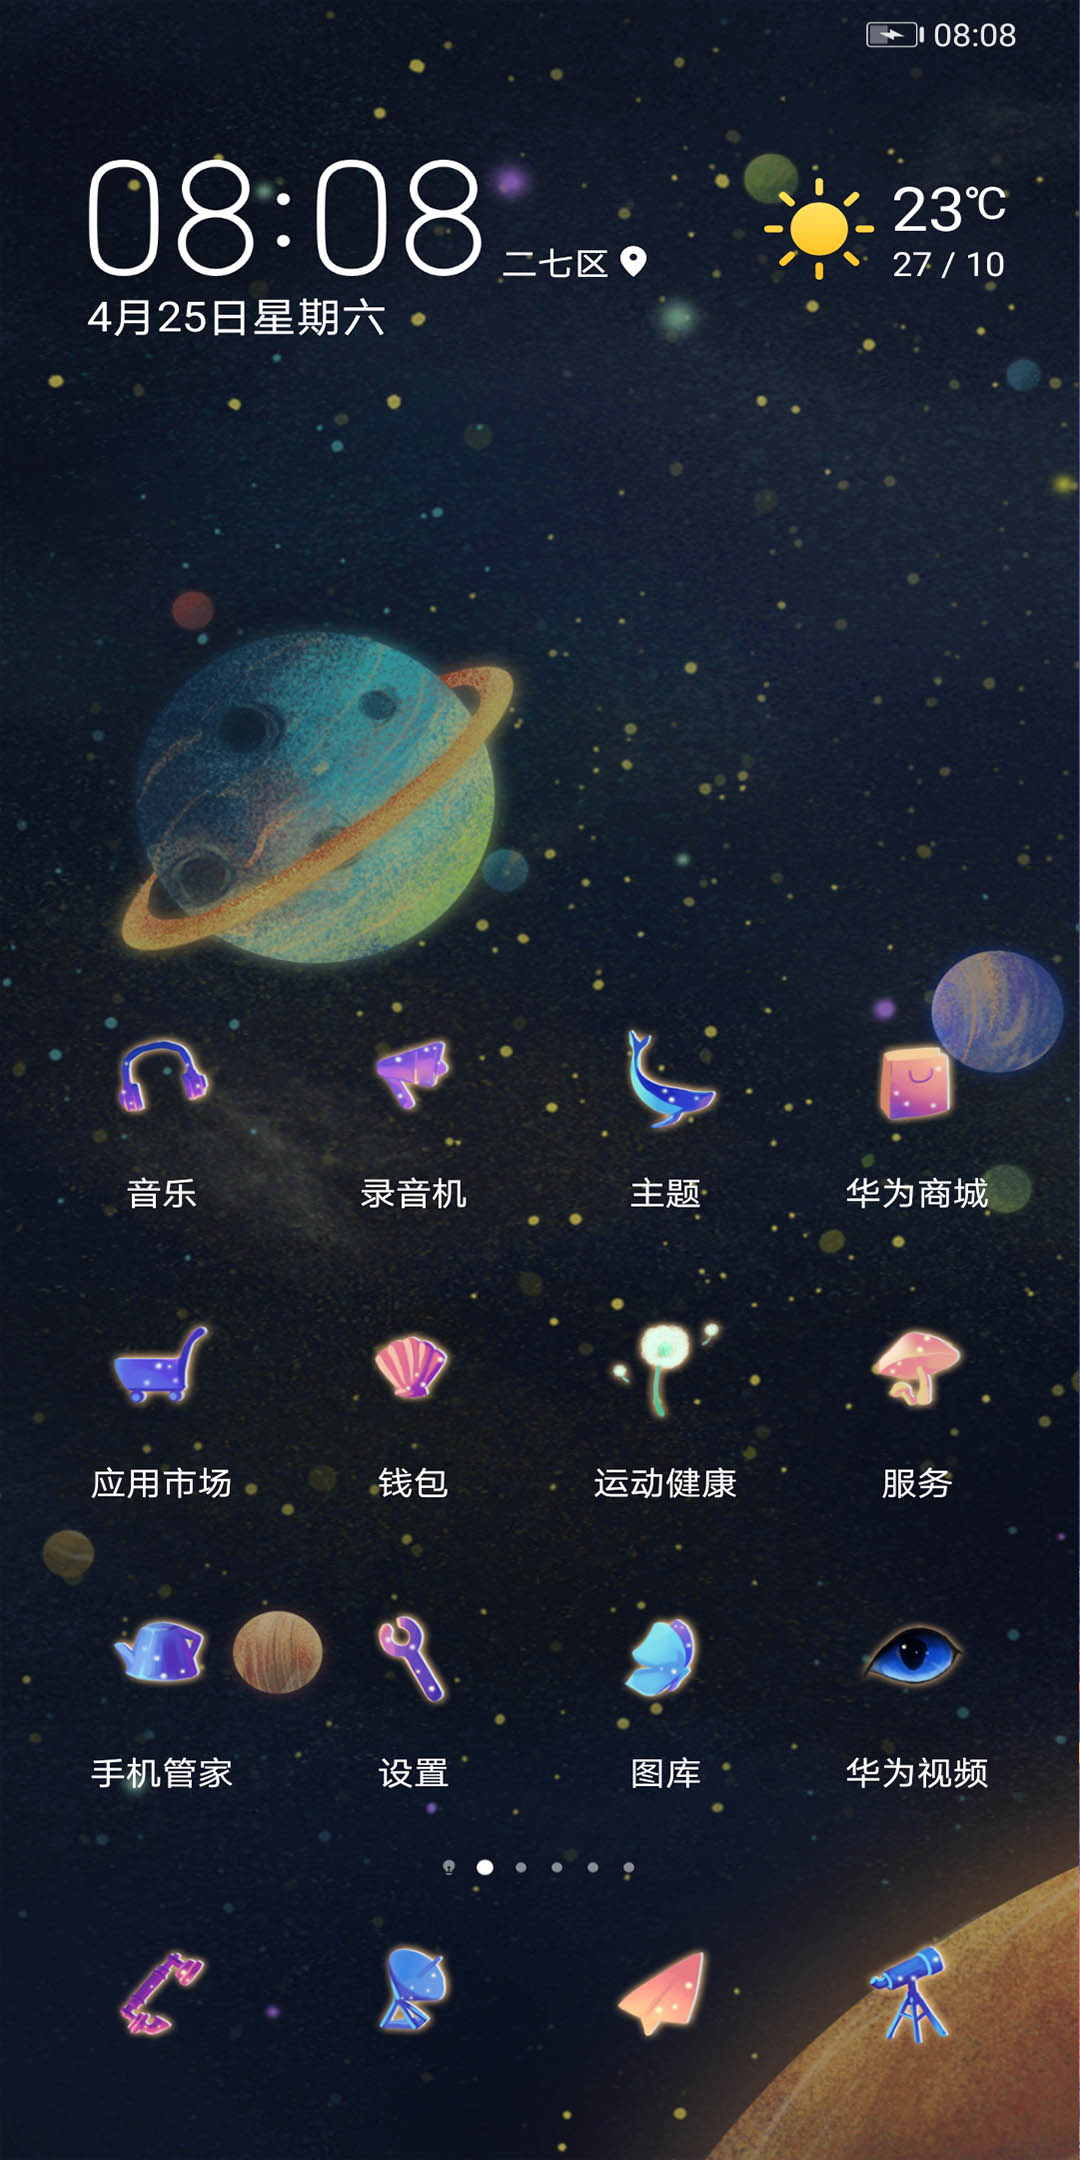 08:08
08:08
二七区
23℃
27 / 10
4月25日星期六
音乐
录音机
主题
华为商城
应用市场
钱包
运动健康
服务
手机管家
设置
图库
华为视频